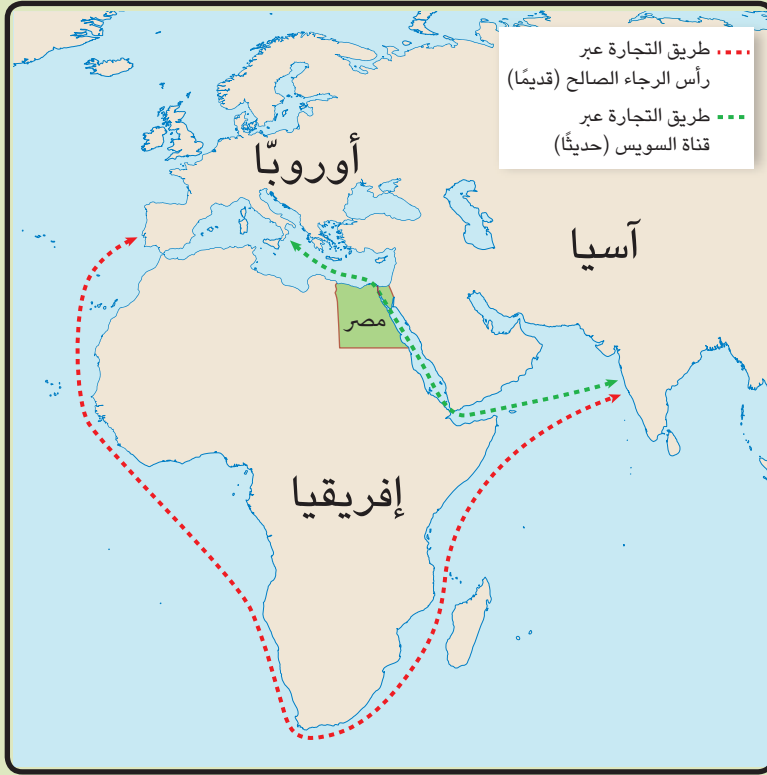 طريق التجارة عبر
رأس الرجاء الصالح (قديمًا)
طريق التجارة عبر
قناة السويس (حديثًا)
أوروبّا
آسيا
مصر
إفريقيا